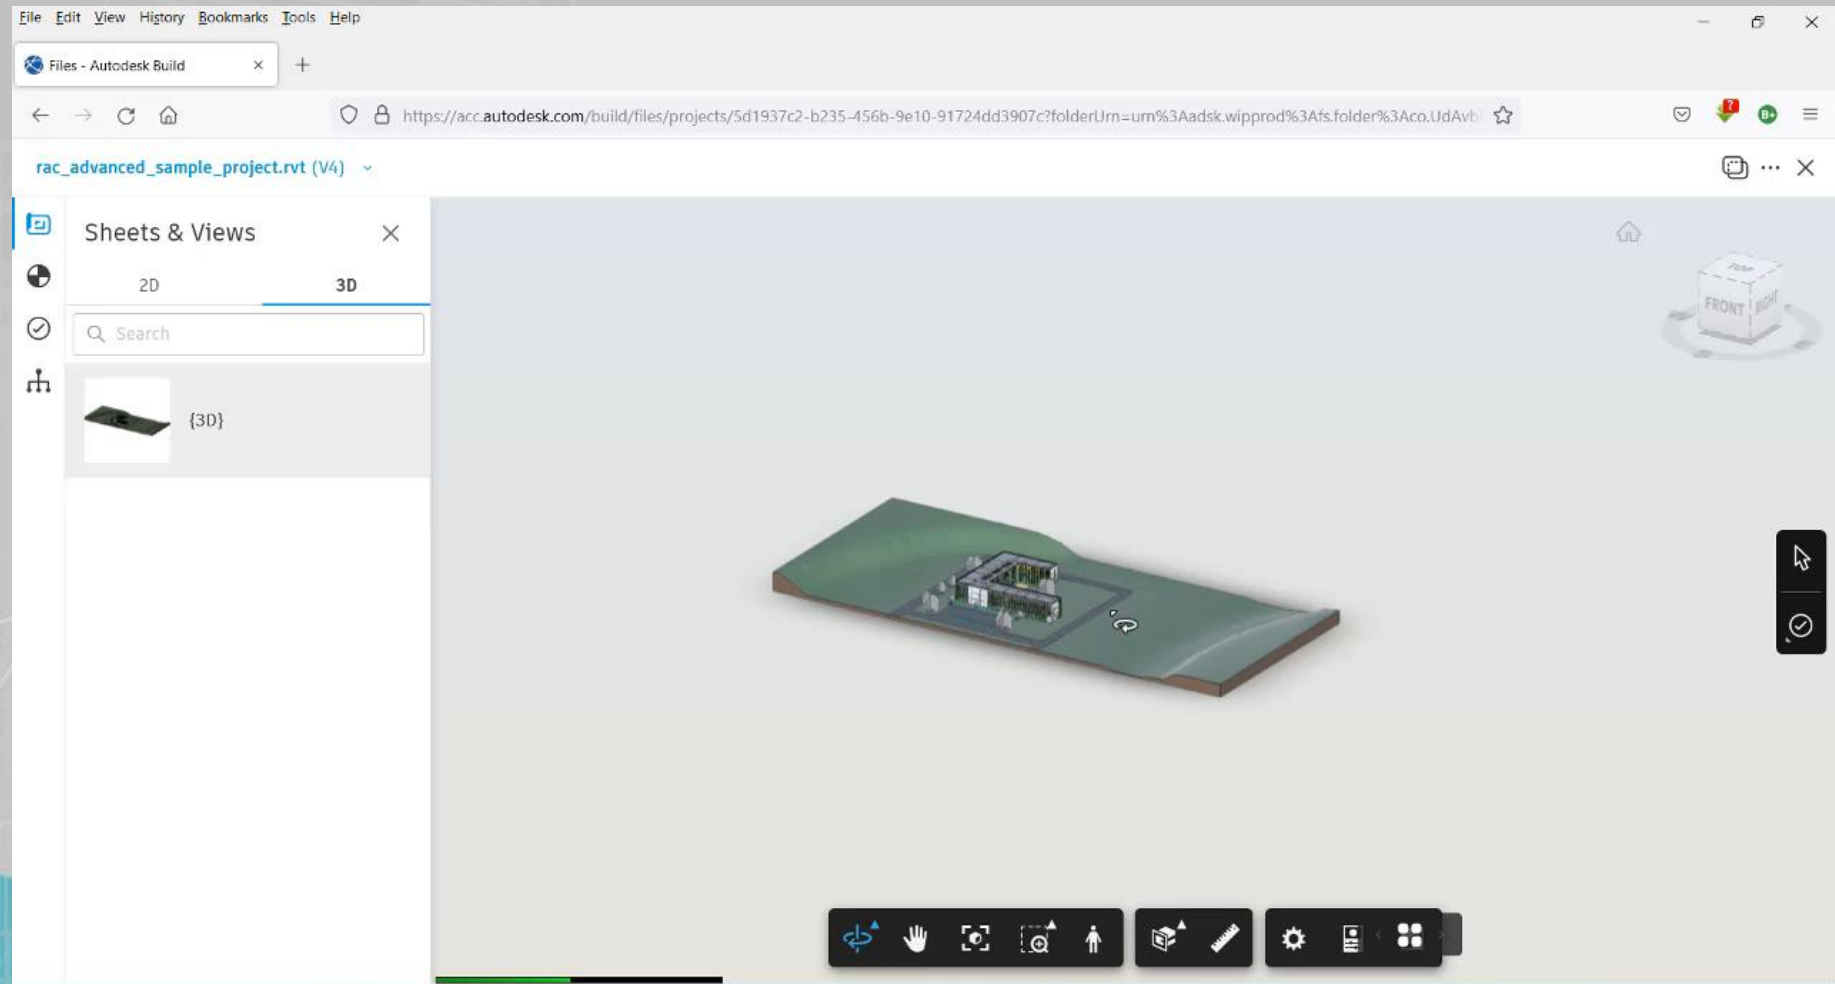 File Edit View History Bookmarks Tools Help
Files - Autodesk Build
https://acc.autodesk.com/build/files/projects/5d1937c2-b235-456b-9e10-91724dd3907c?folderUrn=urn%3Aadsk.wipprod%3Afs.folder%3Aco.UdAvb
?
B+
rac_advanced_sample_project.rvt (V4)
Sheets & Views
2D 3D
Search
{3D}
TOP
FRONT RIGHT